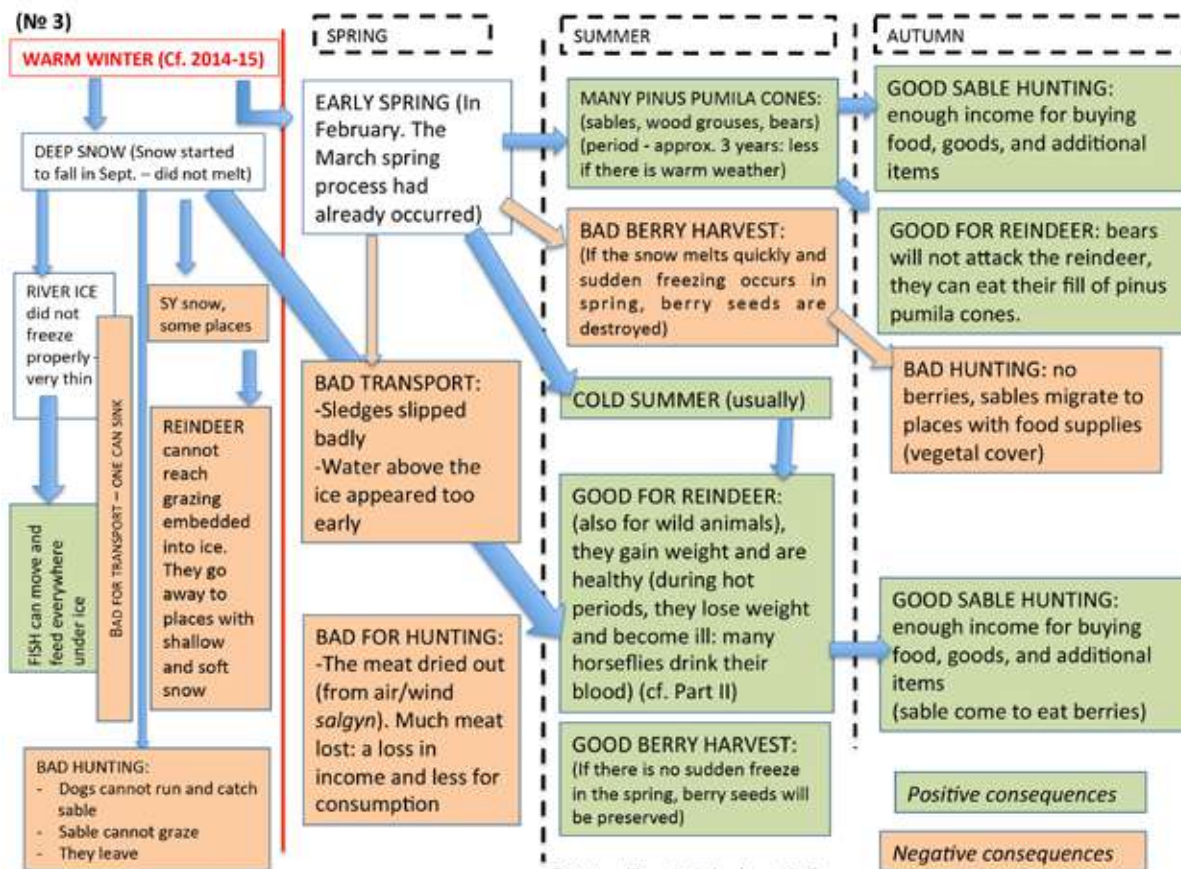 (№ 3)
WARM WINTER (Cf. 2014-15)
DEEP SNOW (Snow started
to fall in Sept. – did not melt)
RIVER ICE
did not
freeze
properly -
very thin
SY snow,
some places
FISH can move and
feed everywhere
under ice
BAD FOR TRANSPORT – ONE CAN SINK
REINDEER
cannot
reach
grazing
embedded
into ice.
They go
away to
places with
shallow
and soft
snow
BAD HUNTING:
- Dogs cannot run and catch
sable
- Sable cannot graze
- They leave
SPRING
EARLY SPRING (In
February. The
March spring
process had
already occurred)
BAD TRANSPORT:
-Sledges slipped
badly
-Water above the
ice appeared too
early
BAD FOR HUNTING:
-The meat dried out
(from air/wind
salgyn). Much meat
lost: a loss in
income and less for
consumption
SUMMER
MANY PINUS PUMILA CONES:
(sables, wood grouses, bears)
(period - approx. 3 years: less
if there is warm weather)
BAD BERRY HARVEST:
(If the snow melts quickly and
sudden freezing occurs in
spring, berry seeds are
destroyed)
COLD SUMMER (usually)
GOOD FOR REINDEER:
(also for wild animals),
they gain weight and are
healthy (during hot
periods, they lose weight
and become ill: many
horseflies drink their
blood) (cf. Part II)
GOOD BERRY HARVEST:
(If there is no sudden freeze
in the spring, berry seeds will
be preserved)
AUTUMN
GOOD SABLE HUNTING:
enough income for buying
food, goods, and additional
items
GOOD FOR REINDEER: bears
will not attack the reindeer,
they can eat their fill of pinus
pumila cones.
BAD HUNTING: no
berries, sables migrate to
places with food supplies
(vegetal cover)
GOOD SABLE HUNTING:
enough income for buying
food, goods, and additional
items
(sable come to eat berries)
Positive consequences
Negative consequences